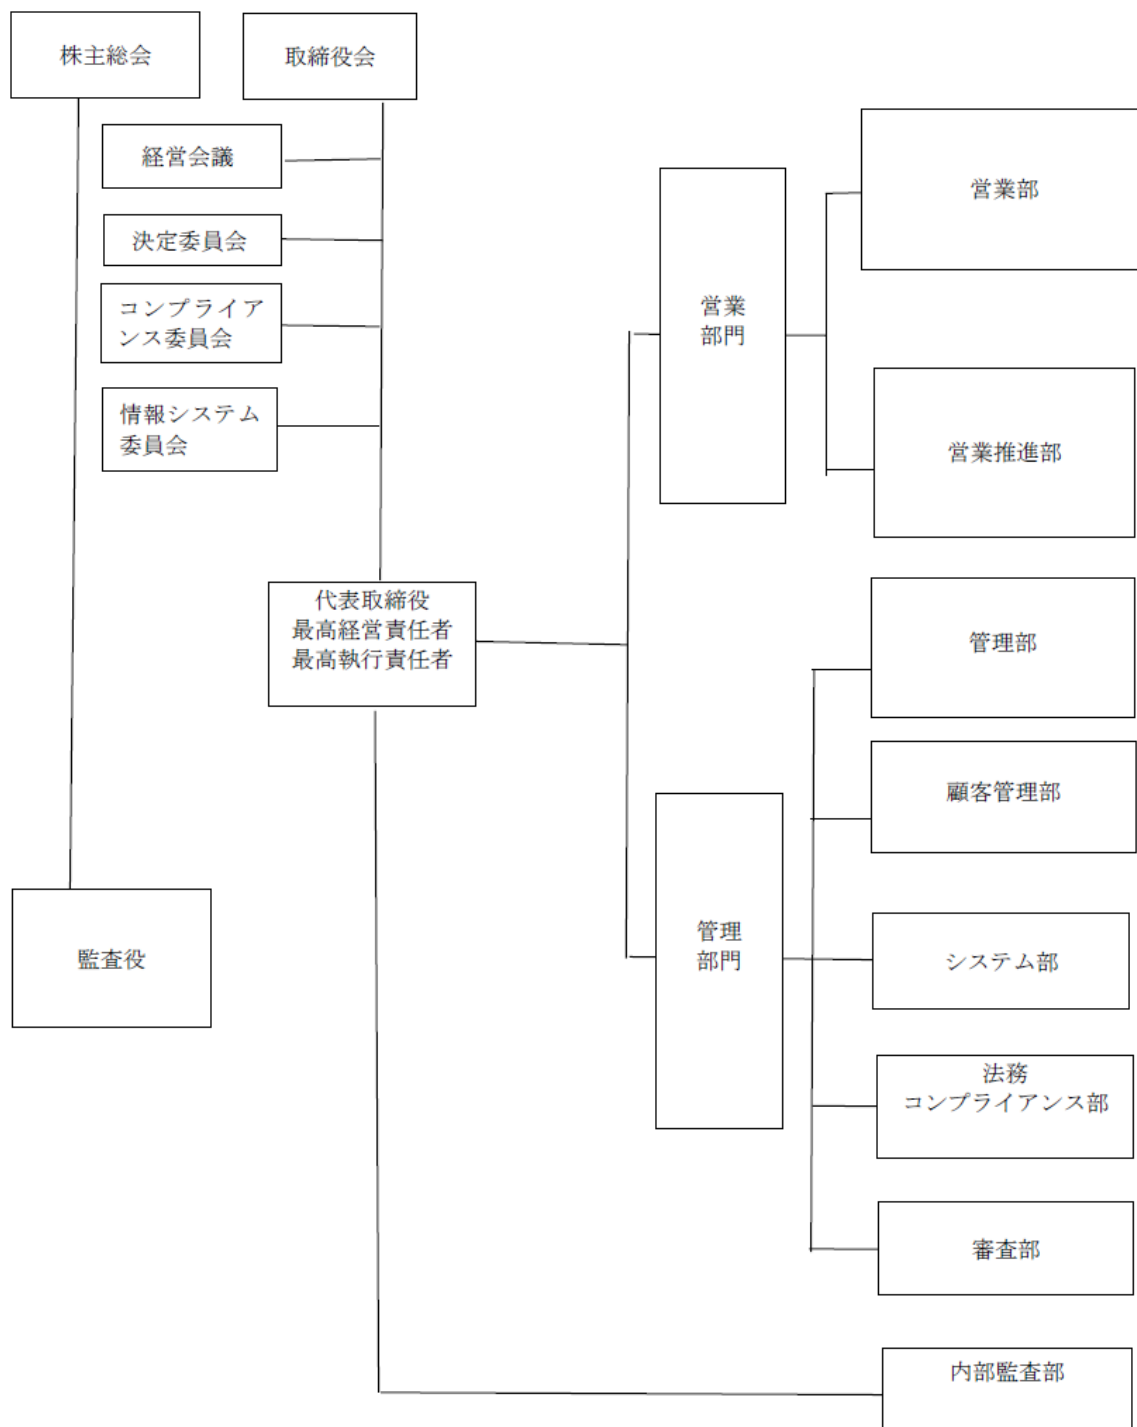 株主総会
取締役会
経営会議
決定委員会
コンプライア
ンス委員会
情報システム
委員会
代表取締役
最高経営責任者
最高執行責任者
監査役
営業
部門
営業部
営業推進部
管理
部門
管理部
顧客管理部
システム部
法務
コンプライアンス部
審査部
内部監査部